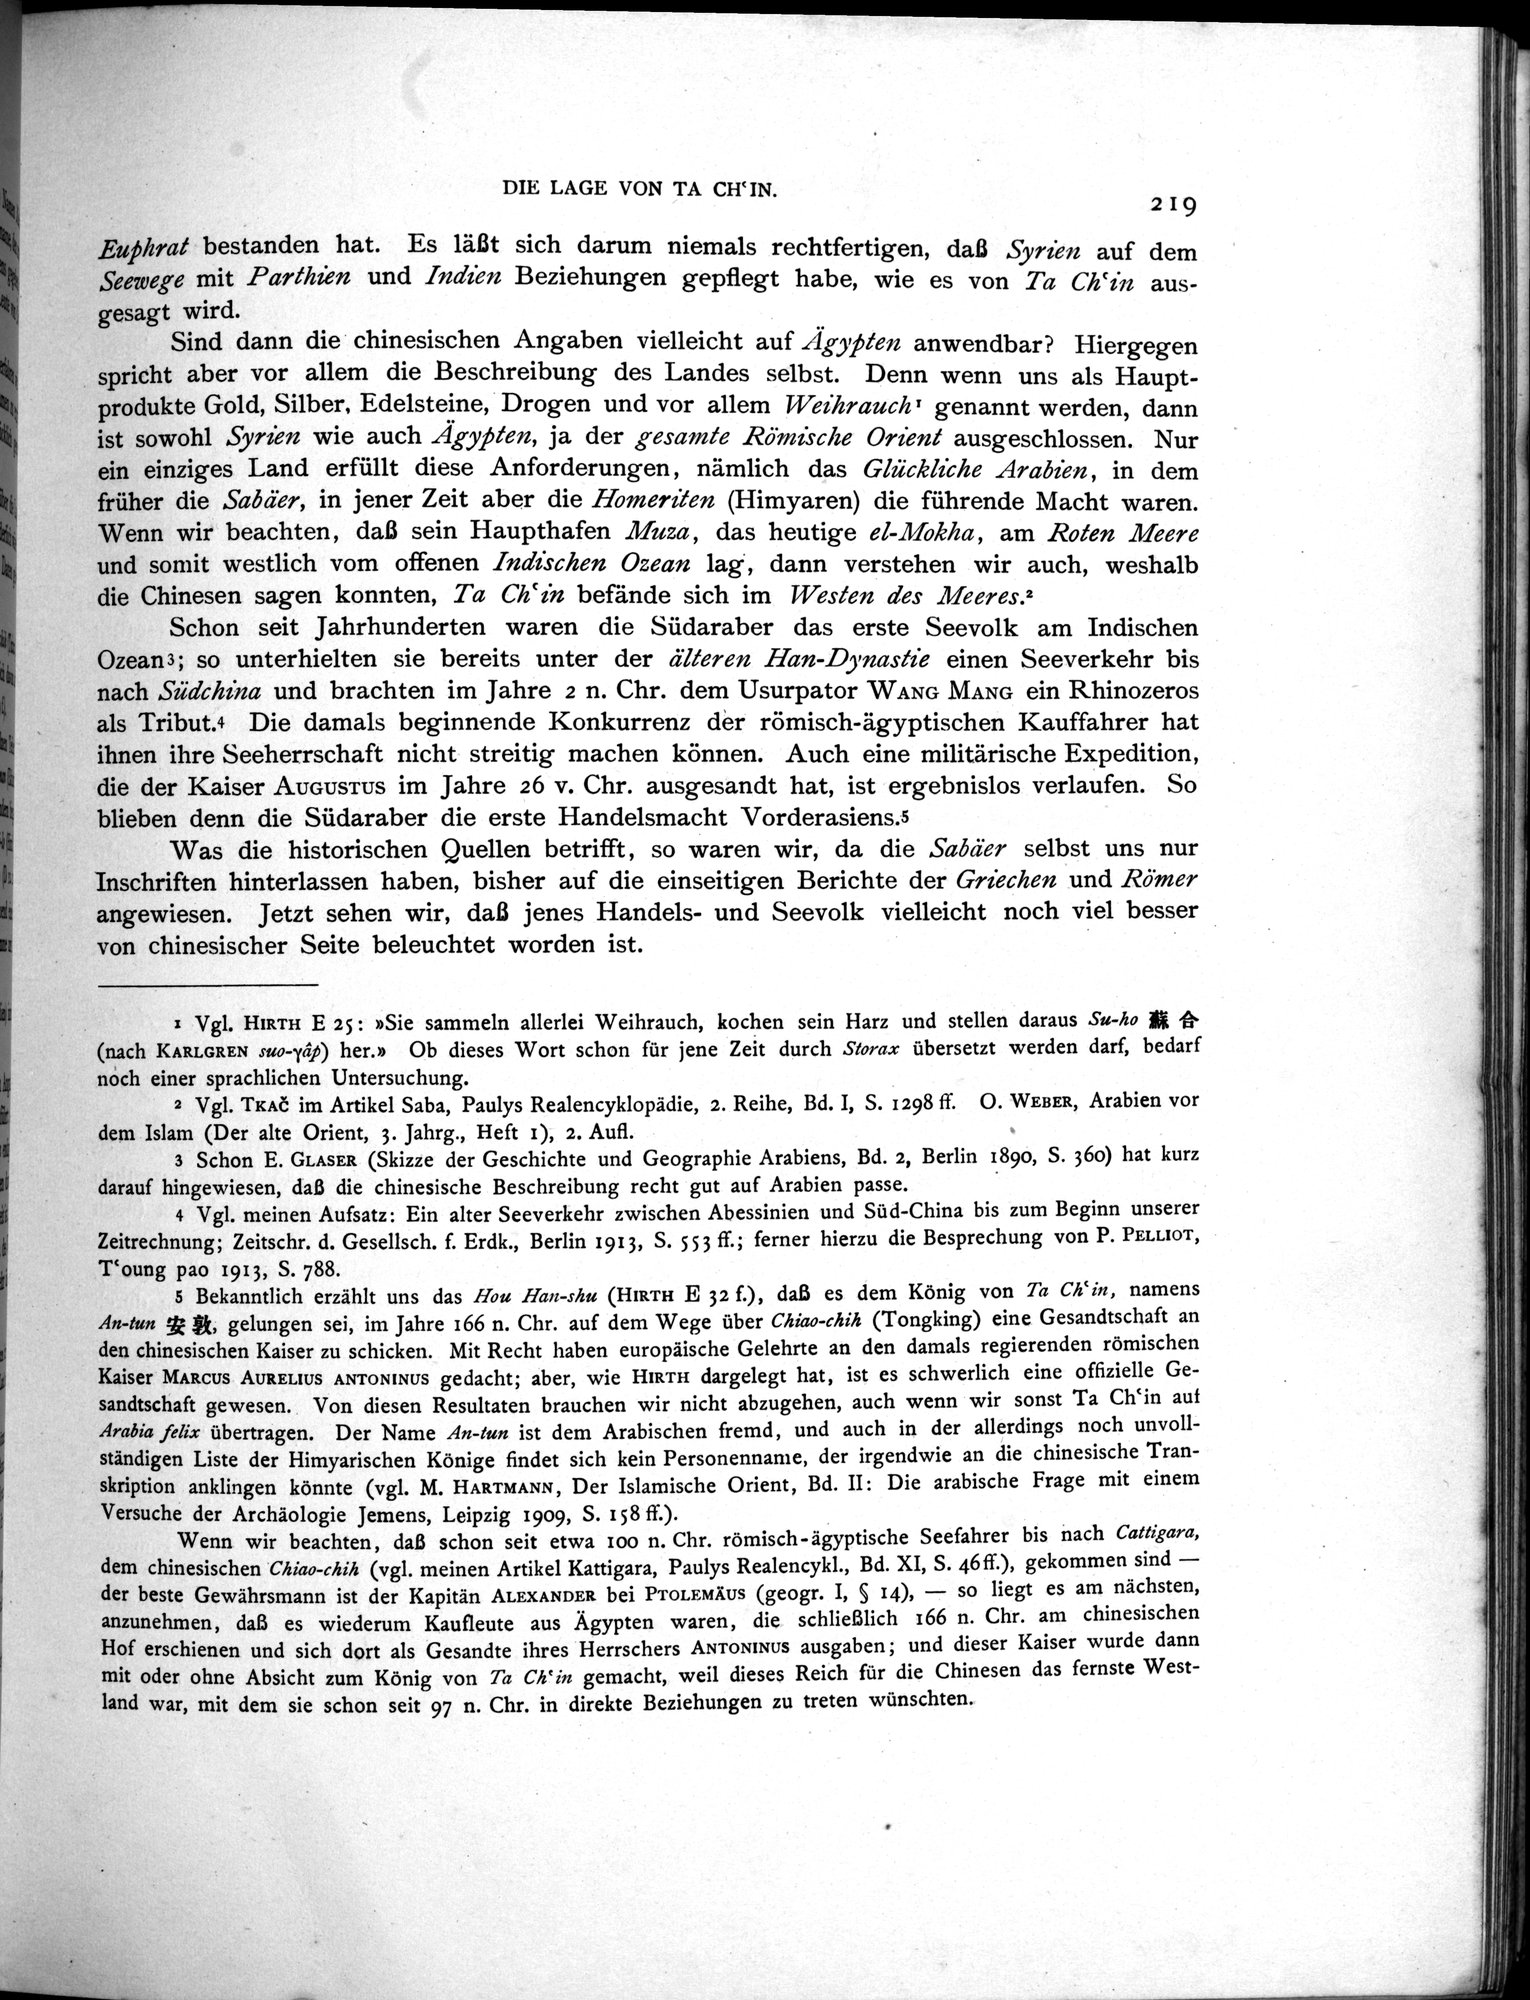 DIE LAGE VON TA CHʿIN.
219
Euphrat bestanden hat. Es läßt sich darum niemals rechtfertigen, daß Syrien auf dem
Seewege mit Parthien und Indien Beziehungen gepflegt habe, wie es von Ta Chʿin aus-
gesagt wird.
Sind dann die chinesischen Angaben vielleicht auf Ägypten anwendbar? Hiergegen
spricht aber vor allem die Beschreibung des Landes selbst. Denn wenn uns als Haupt-
produkte Gold, Silber, Edelsteine, Drogen und vor allem Weihrauch¹ genannt werden, dann
ist sowohl Syrien wie auch Ägypten, ja der gesamte Römische Orient ausgeschlossen. Nur
ein einziges Land erfüllt diese Anforderungen, nämlich das Glückliche Arabien, in dem
früher die Sabäer, in jener Zeit aber die Homeriten (Himyaren) die führende Macht waren.
Wenn wir beachten, daß sein Haupthafen Muza, das heutige el-Mokha, am Roten Meere
und somit westlich vom offenen Indischen Ozean lag, dann verstehen wir auch, weshalb
die Chinesen sagen konnten, Ta Chʿin befände sich im Westen des Meeres.²
Schon seit Jahrhunderten waren die Südaraber das erste Seevolk am Indischen
Ozean³; so unterhielten sie bereits unter der älteren Han-Dynastie einen Seeverkehr bis
nach Südchina und brachten im Jahre 2 n. Chr. dem Usurpator WANG MANG ein Rhinozeros
als Tribut.⁴ Die damals beginnende Konkurrenz der römisch-ägyptischen Kauffahrer hat
ihnen ihre Seeherrschaft nicht streitig machen können. Auch eine militärische Expedition,
die der Kaiser AUGUSTUS im Jahre 26 v. Chr. ausgesandt hat, ist ergebnislos verlaufen. So
blieben denn die Südaraber die erste Handelsmacht Vorderasiens.⁵
Was die historischen Quellen betrifft, so waren wir, da die Sabäer selbst uns nur
Inschriften hinterlassen haben, bisher auf die einseitigen Berichte der Griechen und Römer
angewiesen. Jetzt sehen wir, daß jenes Handels- und Seevolk vielleicht noch viel besser
von chinesischer Seite beleuchtet worden ist.
1 Vgl. HIRTH E 25: »Sie sammeln allerlei Weihrauch, kochen sein Harz und stellen daraus Su-ho 蘇合
(nach KARLGREN suo-γâp) her.» Ob dieses Wort schon für jene Zeit durch Storax übersetzt werden darf, bedarf
noch einer sprachlichen Untersuchung.
2 Vgl. TKAČ im Artikel Saba, Paulys Realencyklopädie, 2. Reihe, Bd. I, S. 1298 ff. O. WEBER, Arabien vor
dem Islam (Der alte Orient, 3. Jahrg., Heft 1), 2. Aufl.
3 Schon E. GLASER (Skizze der Geschichte und Geographie Arabiens, Bd. 2, Berlin 1890, S. 360) hat kurz
darauf hingewiesen, daß die chinesische Beschreibung recht gut auf Arabien passe.
4 Vgl. meinen Aufsatz: Ein alter Seeverkehr zwischen Abessinien und Süd-China bis zum Beginn unserer
Zeitrechnung; Zeitschr. d. Gesellsch. f. Erdk., Berlin 1913, S. 553 ff.; ferner hierzu die Besprechung von P. PELLIOT,
Tʿoung pao 1913, S. 788.
5 Bekanntlich erzählt uns das Hou Han-shu (HIRTH E 32 f.), daß es dem König von Ta Chʿin, namens
An-tun 安敦, gelungen sei, im Jahre 166 n. Chr. auf dem Wege über Chiao-chih (Tongking) eine Gesandtschaft an
den chinesischen Kaiser zu schicken. Mit Recht haben europäische Gelehrte an den damals regierenden römischen
Kaiser MARCUS AURELIUS ANTONINUS gedacht; aber, wie HIRTH dargelegt hat, ist es schwerlich eine offizielle Ge-
sandtschaft gewesen. Von diesen Resultaten brauchen wir nicht abzugehen, auch wenn wir sonst Ta Chʿin auf
Arabia felix übertragen. Der Name An-tun ist dem Arabischen fremd, und auch in der allerdings noch unvoll-
ständigen Liste der Himyarischen Könige findet sich kein Personenname, der irgendwie an die chinesische Tran-
skription anklingen könnte (vgl. M. HARTMANN, Der Islamische Orient, Bd. II: Die arabische Frage mit einem
Versuche der Archäologie Jemens, Leipzig 1909, S. 158 ff.).
Wenn wir beachten, daß schon seit etwa 100 n. Chr. römisch-ägyptische Seefahrer bis nach Cattigara,
dem chinesischen Chiao-chih (vgl. meinen Artikel Kattigara, Paulys Realencykl., Bd. XI, S. 46 ff.), gekommen sind —
der beste Gewährsmann ist der Kapitän ALEXANDER bei PTOLEMÄUS (geogr. I, § 14), — so liegt es am nächsten,
anzunehmen, daß es wiederum Kaufleute aus Ägypten waren, die schließlich 166 n. Chr. am chinesischen
Hof erschienen und sich dort als Gesandte ihres Herrschers ANTONINUS ausgaben; und dieser Kaiser wurde dann
mit oder ohne Absicht zum König von Ta Chʿin gemacht, weil dieses Reich für die Chinesen das fernste West-
land war, mit dem sie schon seit 97 n. Chr. in direkte Beziehungen zu treten wünschten.